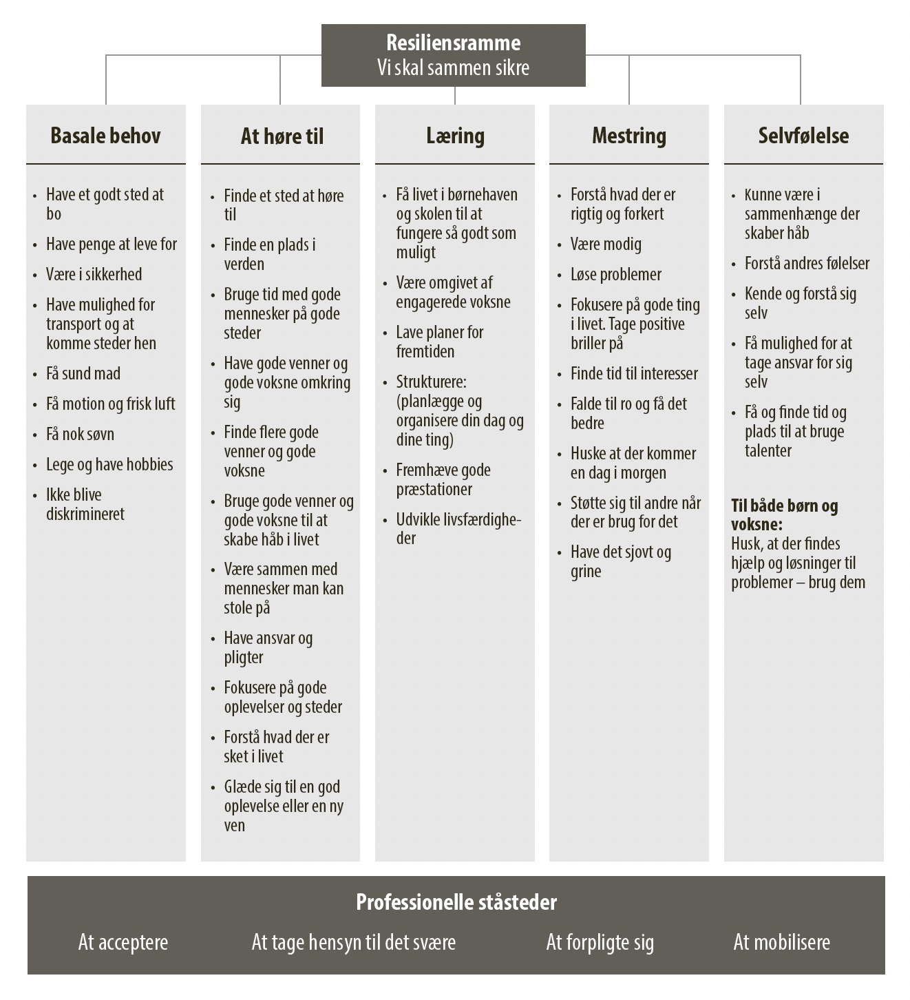 Resiliensramme
Vi skal sammen sikre
Basale behov
• Have et godt sted at
bo
• Have penge at leve for
• Være i sikkerhed
• Have mulighed for
transport og at
komme steder hen
• Få sund mad
• Få motion og frisk luft
• Få nok søvn
• Lege og have hobbies
• Ikke blive
diskrimineret
At høre til
• Finde et sted at høre
til
• Finde en plads i
verden
• Bruge tid med gode
mennesker på gode
steder
• Have gode venner og
gode voksne omkring
sig
• Finde flere gode
venner og gode
voksne
• Bruge gode venner og
gode voksne til at
skabe håb i livet
• Være sammen med
mennesker man kan
stole på
• Have ansvar og
pligter
• Fokusere på gode
oplevelser og steder
• Forstå hvad der er
sket i livet
• Glæde sig til en god
oplevelse eller en ny
ven
Læring
• Få livet i børnehaven
og skolen til at
fungere så godt som
muligt
• Være omgivet af
engagerede voksne
• Lave planer for
fremtiden
• Strukturere:
(planlægge og
organisere din dag og
dine ting)
• Fremhæve gode
præstationer
• Udvikle livsfærdighe-
der
Mestring
• Forstå hvad der er
rigtig og forkert
• Være modig
• Løse problemer
• Fokusere på gode ting
i livet. Tage positive
briller på
• Finde tid til interesser
• Falde til ro og få det
bedre
• Huske at der kommer
en dag i morgen
• Støtte sig til andre når
der er brug for det
• Have det sjovt og
grine
Selvfølelse
• Kunne være i
sammenhænge der
skaber håb
• Forstå andres følelser
• Kende og forstå sig
selv
• Få mulighed for at
tage ansvar for sig
selv
• Få og finde tid og
plads til at bruge
talenter
Til både børn og
voksne:
Husk, at der findes
hjælp og løsninger til
problemer – brug dem
Professionelle ståsteder
At acceptere At tage hensyn til det svære At forpligte sig At mobilisere